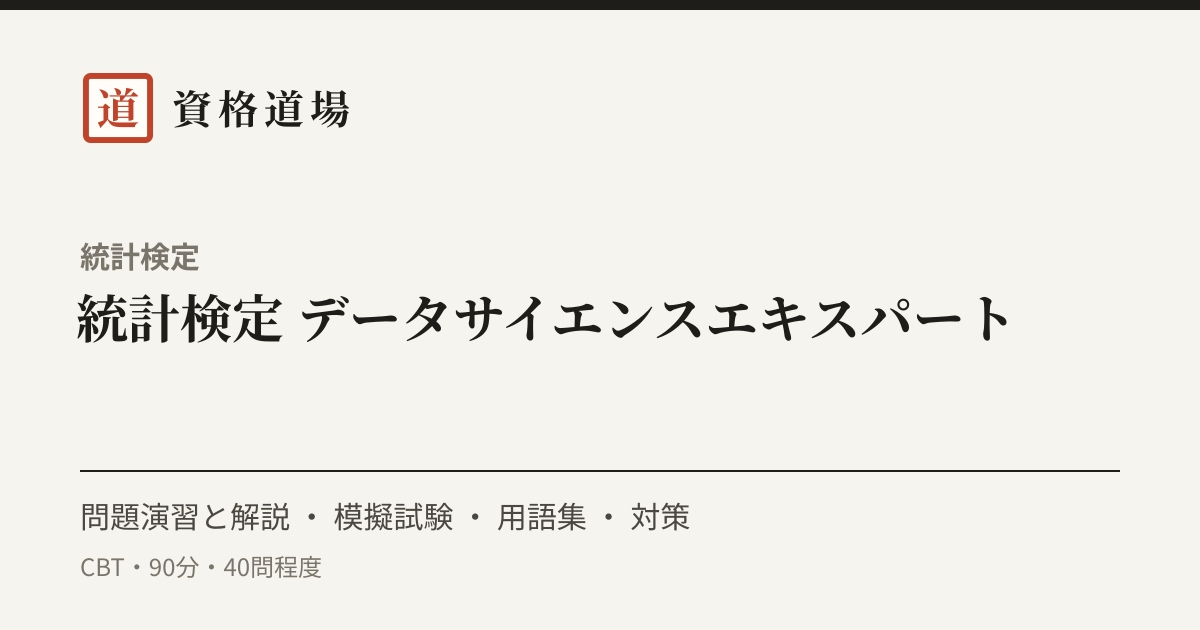 道 資格道場
統計検定
統計検定 データサイエンスエキスパート
問題演習と解説 ・ 模擬試験 ・ 用語集 ・ 対策
CBT・90分・40問程度